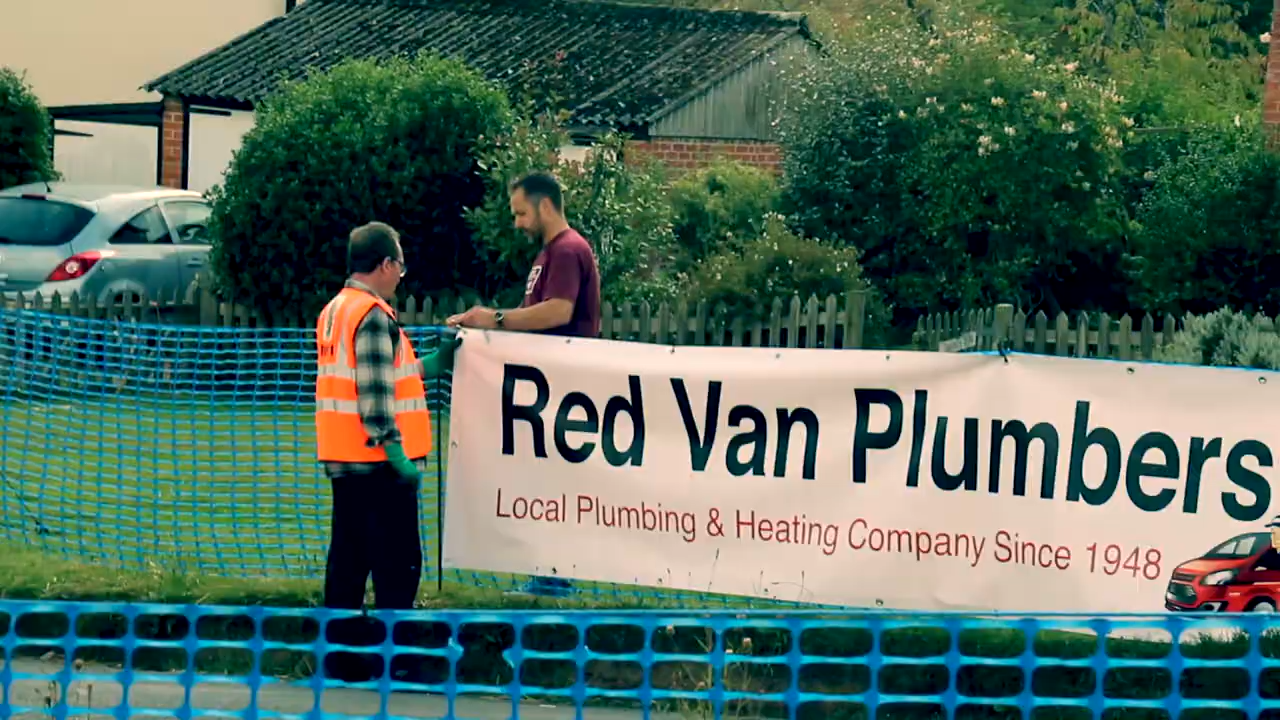 Red Van Plumbers
Local Plumbing & Heating Company Since 1948